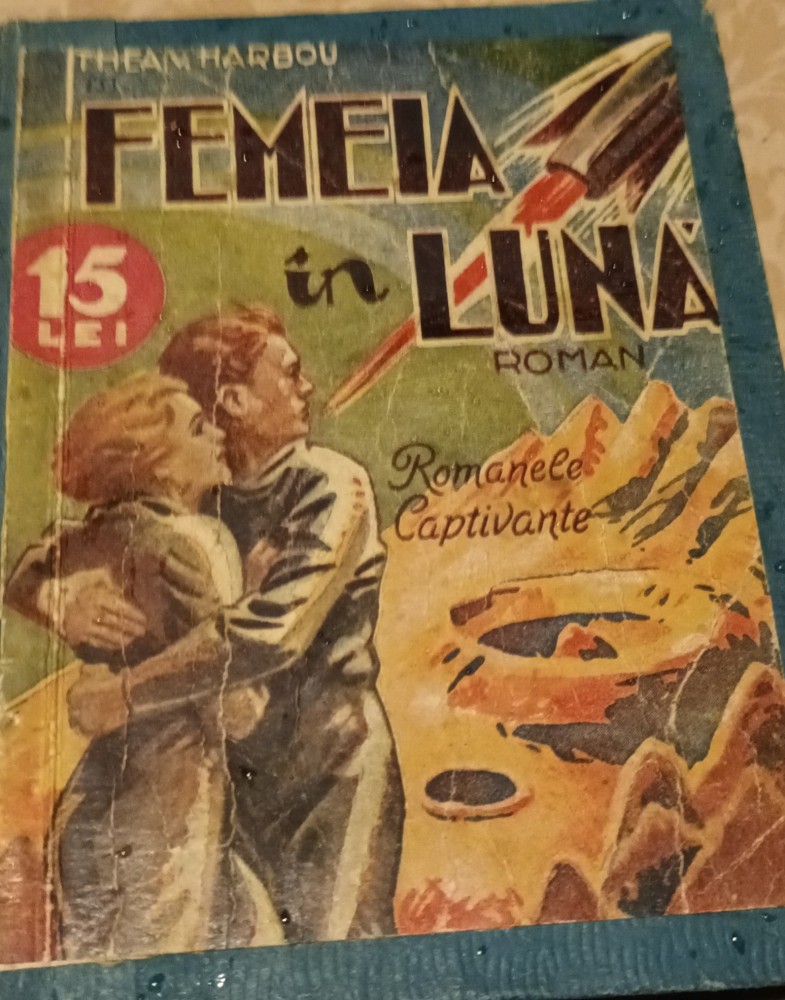 THEA V. HARBOU
FEMEIA
în LUNĂ
15
LEI
ROMAN
Romanele
Captivante